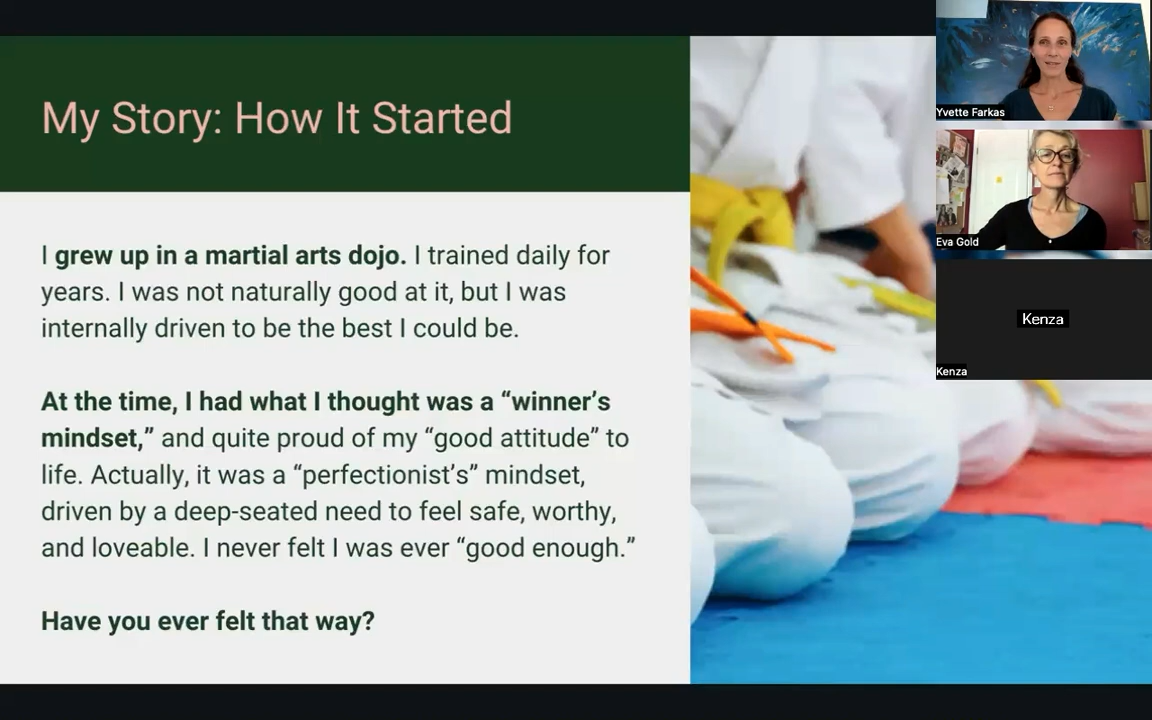 My Story: How It Started
I grew up in a martial arts dojo. I trained daily for
years. I was not naturally good at it, but I was
internally driven to be the best I could be.
At the time, I had what I thought was a “winner’s
mindset,” and quite proud of my “good attitude” to
life. Actually, it was a “perfectionist’s” mindset,
driven by a deep-seated need to feel safe, worthy,
and loveable. I never felt I was ever “good enough.”
Have you ever felt that way?
Yvette Farkas
Eva Gold
Kenza
Kenza